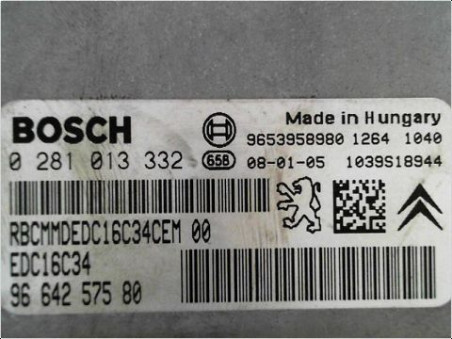 BOSCH
Made in Hungary
9653958980 1264 1040
0 281 013 332 658 08-01-05 1039S18944
RBCMMDEDC16C34CEM 00
EDC16C34
96 642 575 80